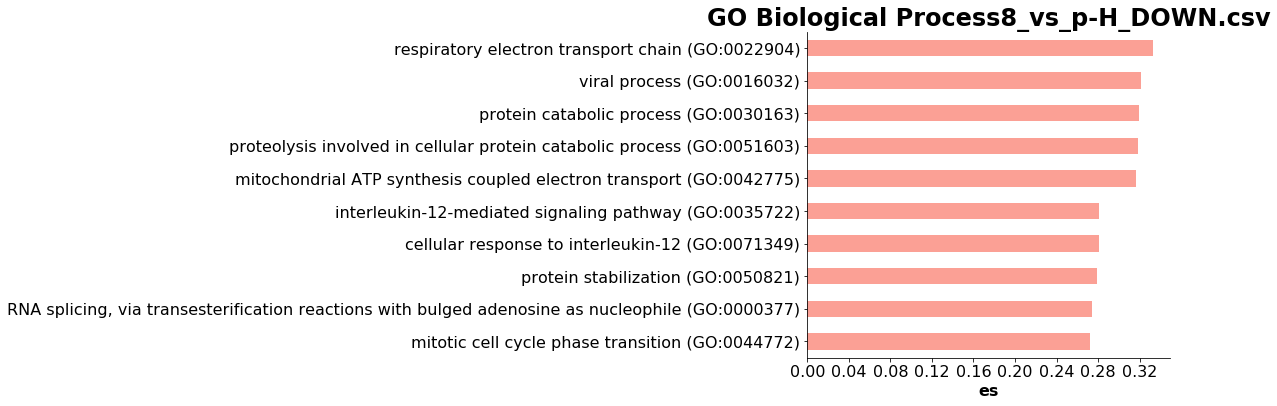 GO Biological Process8_vs_p-H_DOWN.csv
respiratory electron transport chain (GO:0022904)
viral process (GO:0016032)
protein catabolic process (GO:0030163)
proteolysis involved in cellular protein catabolic process (GO:0051603)
mitochondrial ATP synthesis coupled electron transport (GO:0042775)
interleukin-12-mediated signaling pathway (GO:0035722)
cellular response to interleukin-12 (GO:0071349)
protein stabilization (GO:0050821)
RNA splicing, via transesterification reactions with bulged adenosine as nucleophile (GO:0000377)
mitotic cell cycle phase transition (GO:0044772)
0.00 0.04 0.08 0.12 0.16 0.20 0.24 0.28 0.32
es